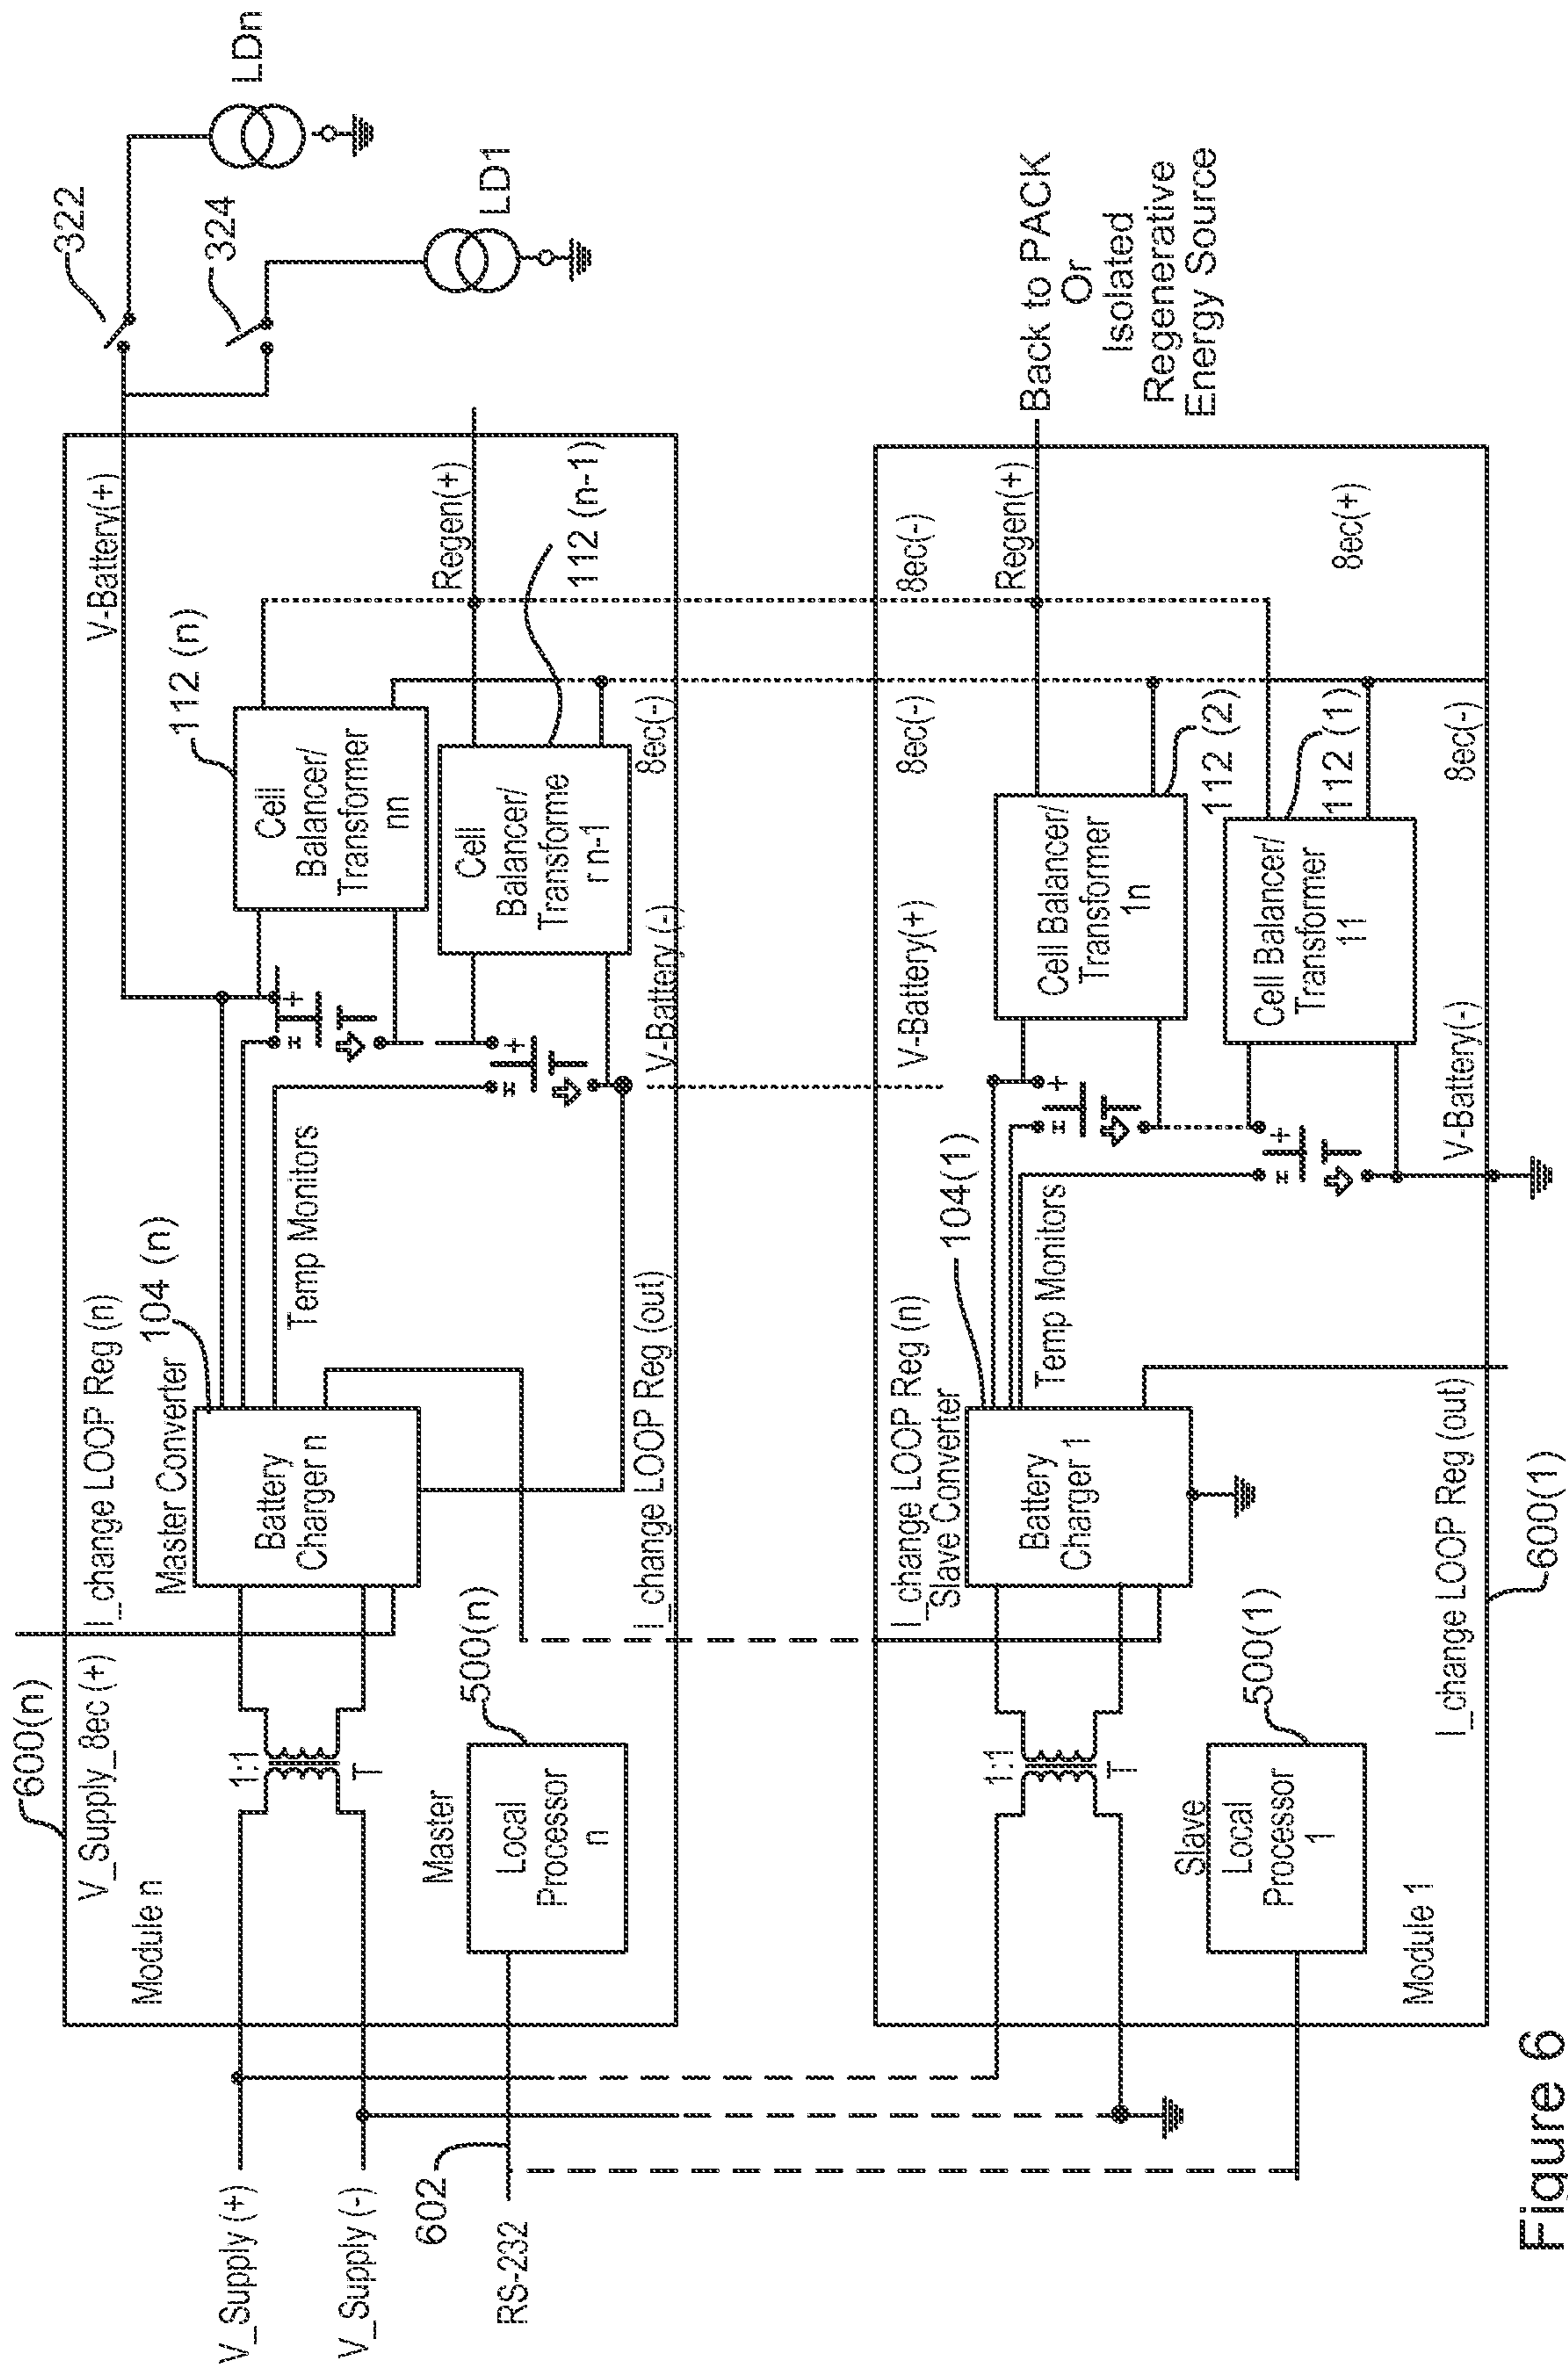 600(n)
V_Supply_8ec (+)
I_change LOOP Reg (n)
Master Converter
104 (n)
Module n
V_Supply (+)
V_Supply (-)
1:1
T
Battery
Charger n
Temp Monitors
Master
Local
Processor
n
500(n)
602
RS-232
i_change LOOP Reg (out)
V-Battery(+)
112 (n)
Cell
Balancer/
Transformer
nn
Cell
Balancer/
Transforme
r n-1
Regen(+)
112 (n-1)
8ec(-)
V-Battery (-)
+
T
+
T
322
324
LDn
LD1
I_change LOOP Reg (n)
Slave Converter
104(1)
1:1
T
Battery
Charger 1
Temp Monitors
Slave
Local
Processor
1
500(1)
Module 1
I_change LOOP Reg (out)
600(1)
V-Battery(+)
8ec(-)
8ec(-)
Regen(+)
Cell Balancer/
Transformer
1n
112 (2)
Cell Balancer/
Transformer
11
112 (1)
8ec(+)
8ec(-)
V-Battery(-)
+
T
+
T
Back to PACK
Or
Isolated
Regenerative
Energy Source
Figure 6